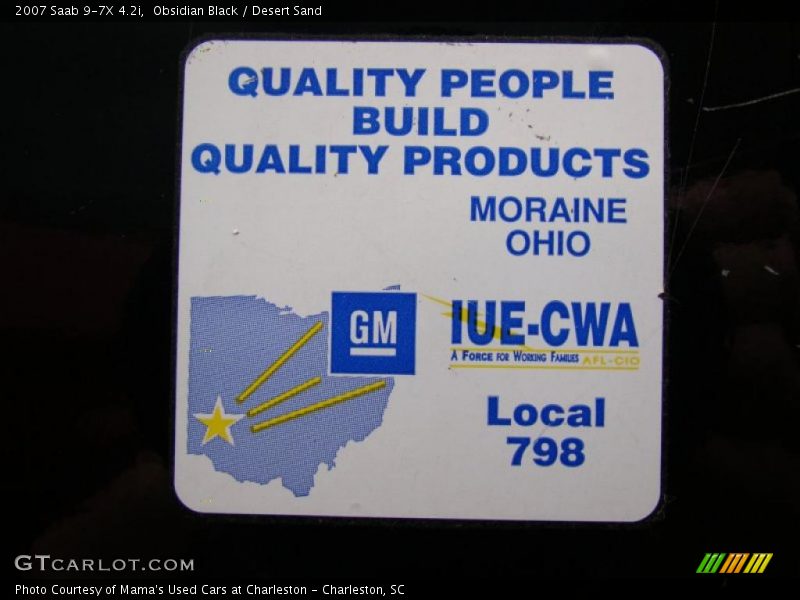 2007 Saab 9-7X 4.2i,  Obsidian Black / Desert Sand
QUALITY PEOPLE
BUILD
QUALITY PRODUCTS
MORAINE
OHIO
GM
IUE-CWA
A FORCE FOR WORKING FAMILIES AFL-CIO
Local
798
GTCARLOT.COM
Photo Courtesy of Mama's Used Cars at Charleston - Charleston, SC